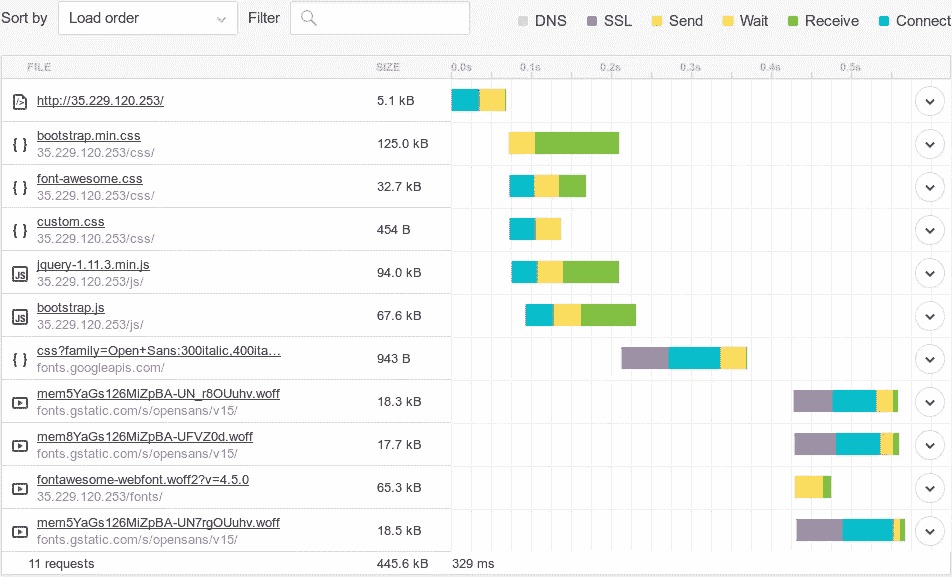 Sort by Load order Filter DNS SSL Send Wait Receive Connect
FILE SIZE 0.0s 0.1s 0.2s 0.3s 0.4s 0.5s
http://35.229.120.253/ 5.1 kB
bootstrap.min.css
35.229.120.253/css/
125.0 kB
font-awesome.css
35.229.120.253/css/
32.7 kB
custom.css
35.229.120.253/css/
454 B
jquery-1.11.3.min.js
35.229.120.253/js/
94.0 kB
bootstrap.js
35.229.120.253/js/
67.6 kB
css?family=Open+Sans:300italic,400ita...
fonts.googleapis.com/
943 B
mem5YaGs126MiZpBA-UN_r8OUuhv.woff
fonts.gstatic.com/s/opensans/v15/
18.3 kB
mem8YaGs126MiZpBA-UFVZ0d.woff
fonts.gstatic.com/s/opensans/v15/
17.7 kB
fontawesome-webfont.woff2?v=4.5.0
35.229.120.253/fonts/
65.3 kB
mem5YaGs126MiZpBA-UN7rgOUuhv.woff
fonts.gstatic.com/s/opensans/v15/
18.5 kB
11 requests 445.6 kB 329 ms